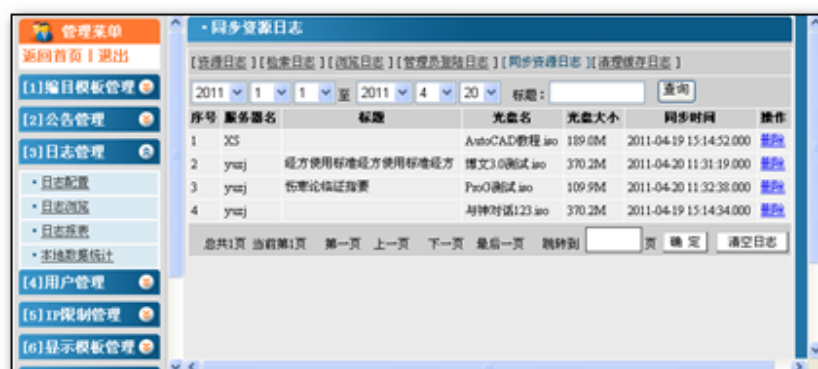 管理菜单
返回首页 | 退出
[1]编目模板管理
[2]公告管理
[3]日志管理
· 日志配置
· 日志浏览
· 日志报表
· 本地数据统计
[4]用户管理
[5]IP限制管理
[6]显示模板管理
· 同步资源日志
[资源日志][检索日志][浏览日志][管理员登陆日志][同步资源日志][清理缓存日志]
2011 1 1 至 2011 4 20 标题: 查询
序号 服务器名 标题 光盘名 光盘大小 同步时间 操作
1 XS AutoCAD教程.iso 189.0M 2011-04-19 15:14:52.000 删除
2 yszj 经方使用标准经方使用标准经方 博文3.0测试.iso 370.2M 2011-04-20 11:31:19.000 删除
3 yszj 伤寒论临证指要 ProO测试.iso 109.9M 2011-04-20 11:32:38.000 删除
4 yszj 与神对话123.iso 370.2M 2011-04-19 15:14:34.000 删除
总共1页 当前第1页 第一页 上一页 下一页 最后一页 跳转到 页 确 定 清空日志